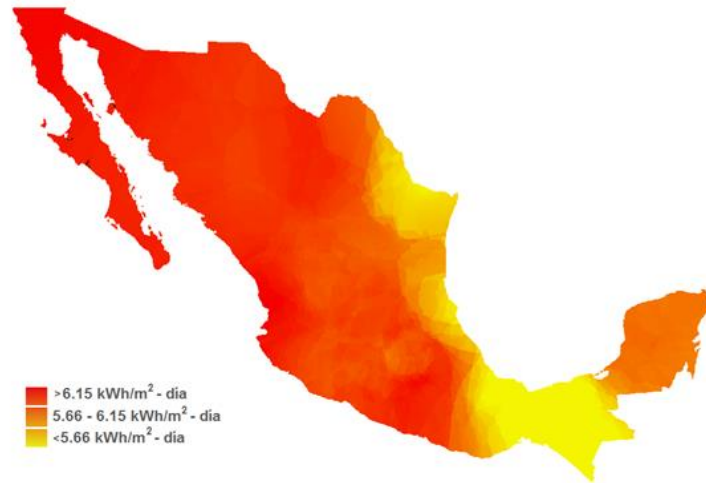 >6.15 kWh/m² - dia
5.66 - 6.15 kWh/m² - dia
<5.66 kWh/m² - dia